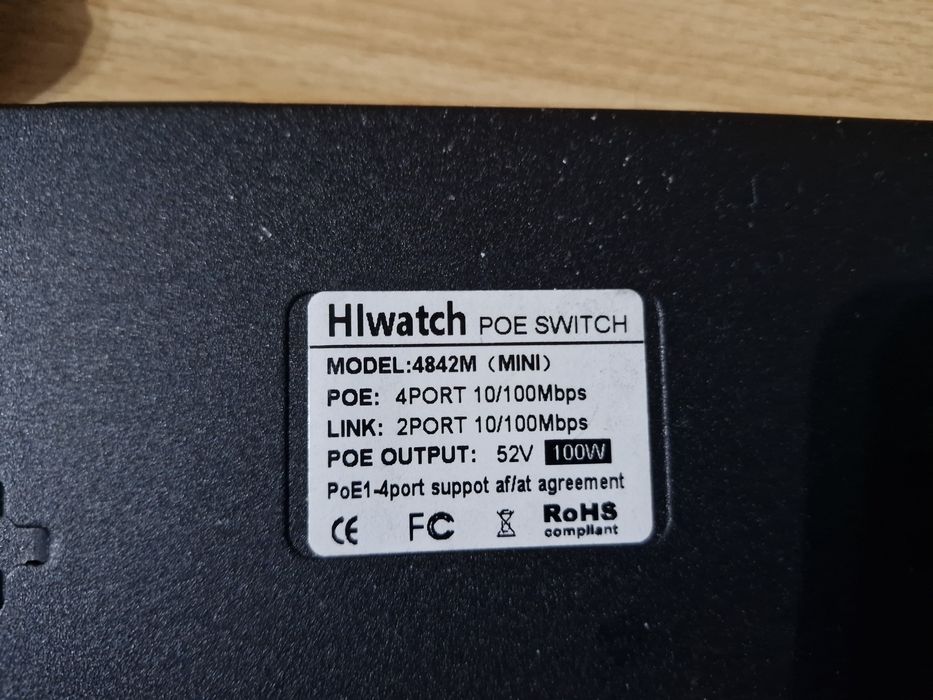 HIwatch POE SWITCH
MODEL:4842M（MINI）
POE: 4PORT 10/100Mbps
LINK: 2PORT 10/100Mbps
POE OUTPUT: 52V 100W
PoE1-4port suppot af/at agreement
CE FC RoHS
compliant